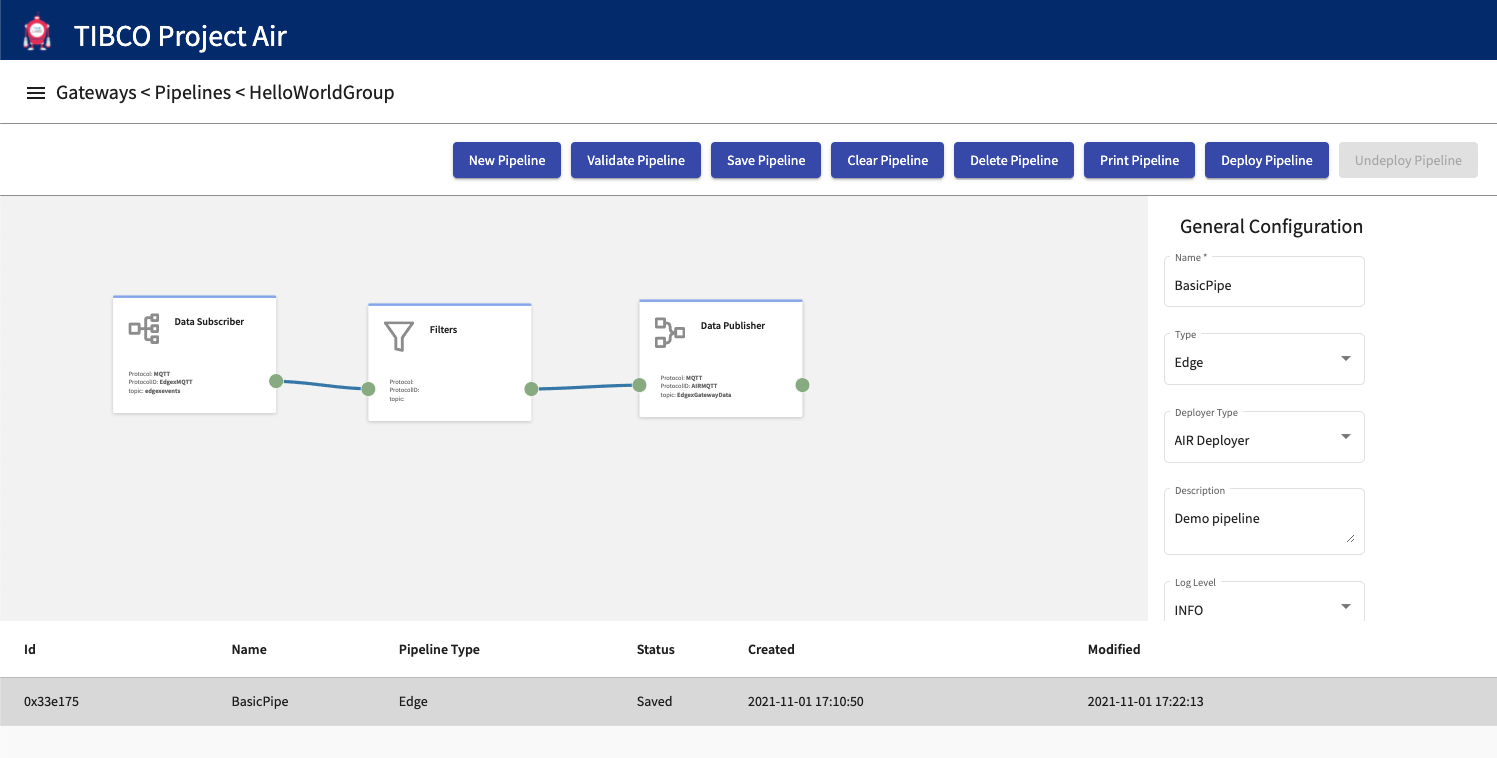 TIBCO Project Air
Gateways < Pipelines < HelloWorldGroup
New Pipeline Validate Pipeline Save Pipeline Clear Pipeline Delete Pipeline Print Pipeline Deploy Pipeline Undeploy Pipeline
General Configuration
Name *
BasicPipe
Type
Edge
Deployer Type
AIR Deployer
Description
Demo pipeline
Log Level
INFO
Data Subscriber
Protocol: MQTT
ProtocolID: EdgexMQTT
topic: edgexevents
Filters
Protocol:
ProtocolID:
topic:
Data Publisher
Protocol: MQTT
ProtocolID: AIRMQTT
topic: EdgexGatewayData
Id Name Pipeline Type Status Created Modified
0x33e175 BasicPipe Edge Saved 2021-11-01 17:10:50 2021-11-01 17:22:13